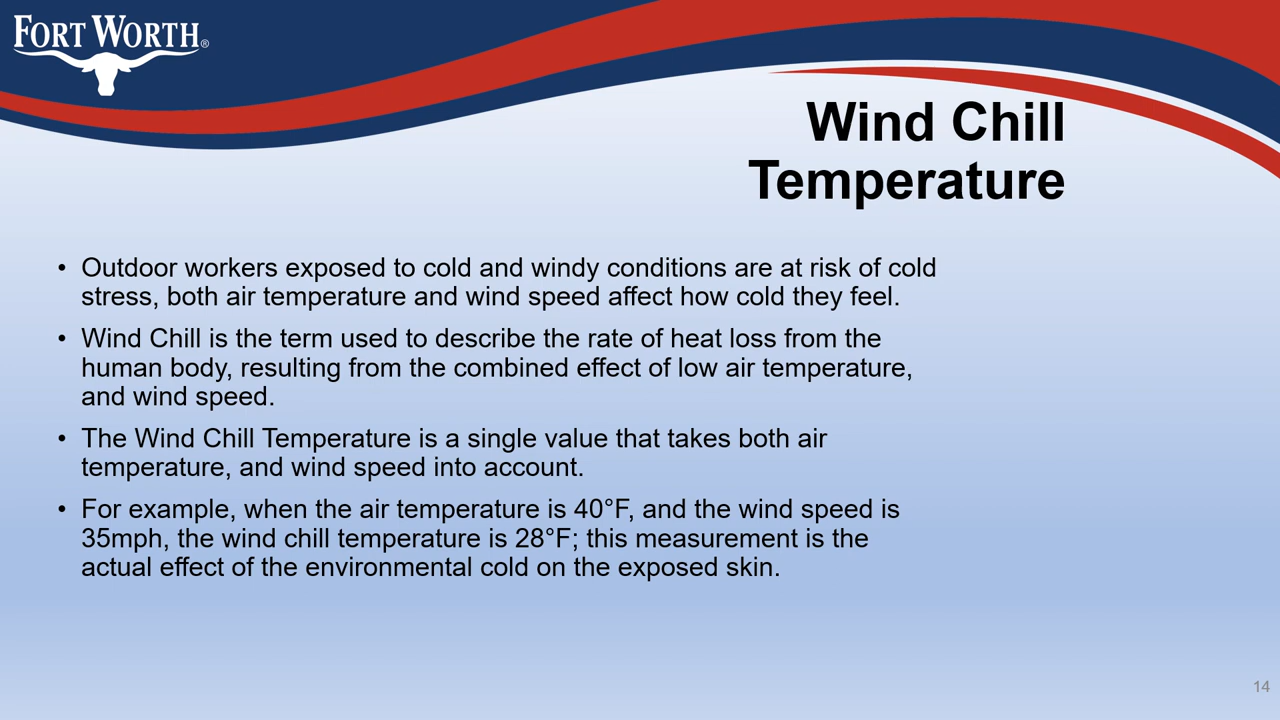 FORT WORTH®
Wind Chill
Temperature
• Outdoor workers exposed to cold and windy conditions are at risk of cold
stress, both air temperature and wind speed affect how cold they feel.
• Wind Chill is the term used to describe the rate of heat loss from the
human body, resulting from the combined effect of low air temperature,
and wind speed.
• The Wind Chill Temperature is a single value that takes both air
temperature, and wind speed into account.
• For example, when the air temperature is 40°F, and the wind speed is
35mph, the wind chill temperature is 28°F; this measurement is the
actual effect of the environmental cold on the exposed skin.
14